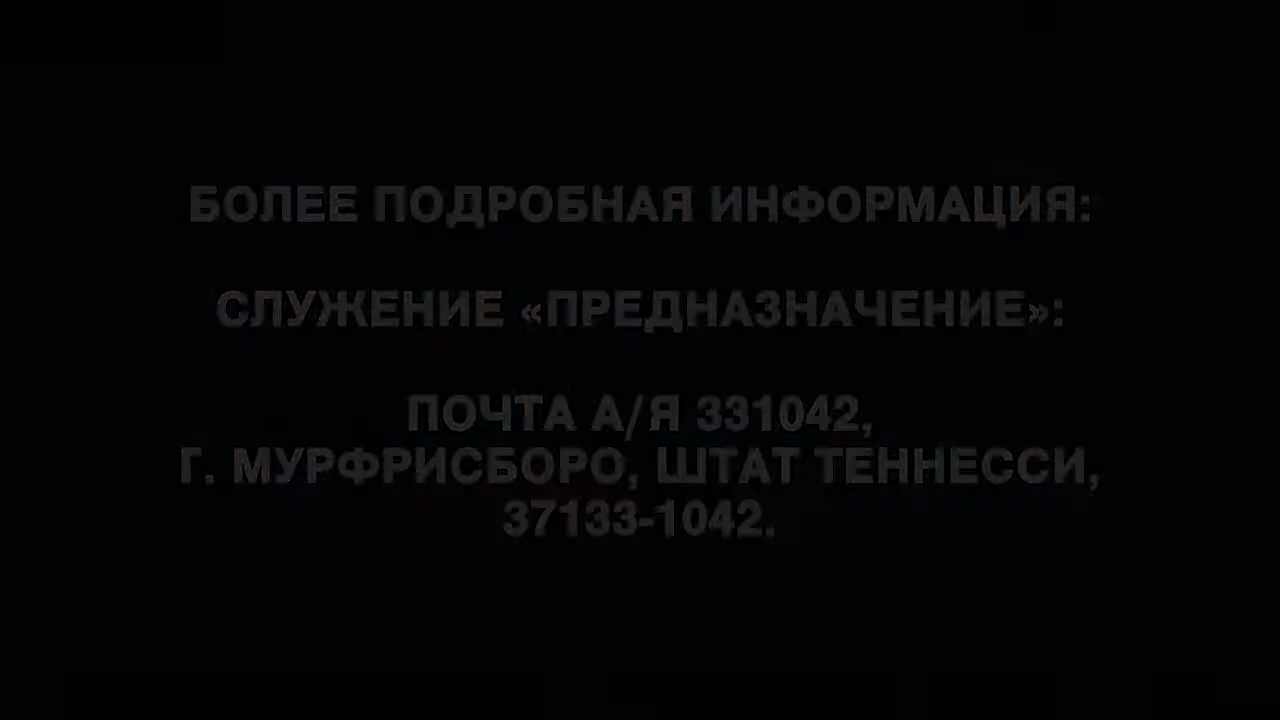 БОЛЕЕ ПОДРОБНАЯ ИНФОРМАЦИЯ:
СЛУЖЕНИЕ «ПРЕДНАЗНАЧЕНИЕ»:
ПОЧТА А/Я 331042,
Г. МУРФРИСБОРО, ШТАТ ТЕННЕССИ,
37133-1042.